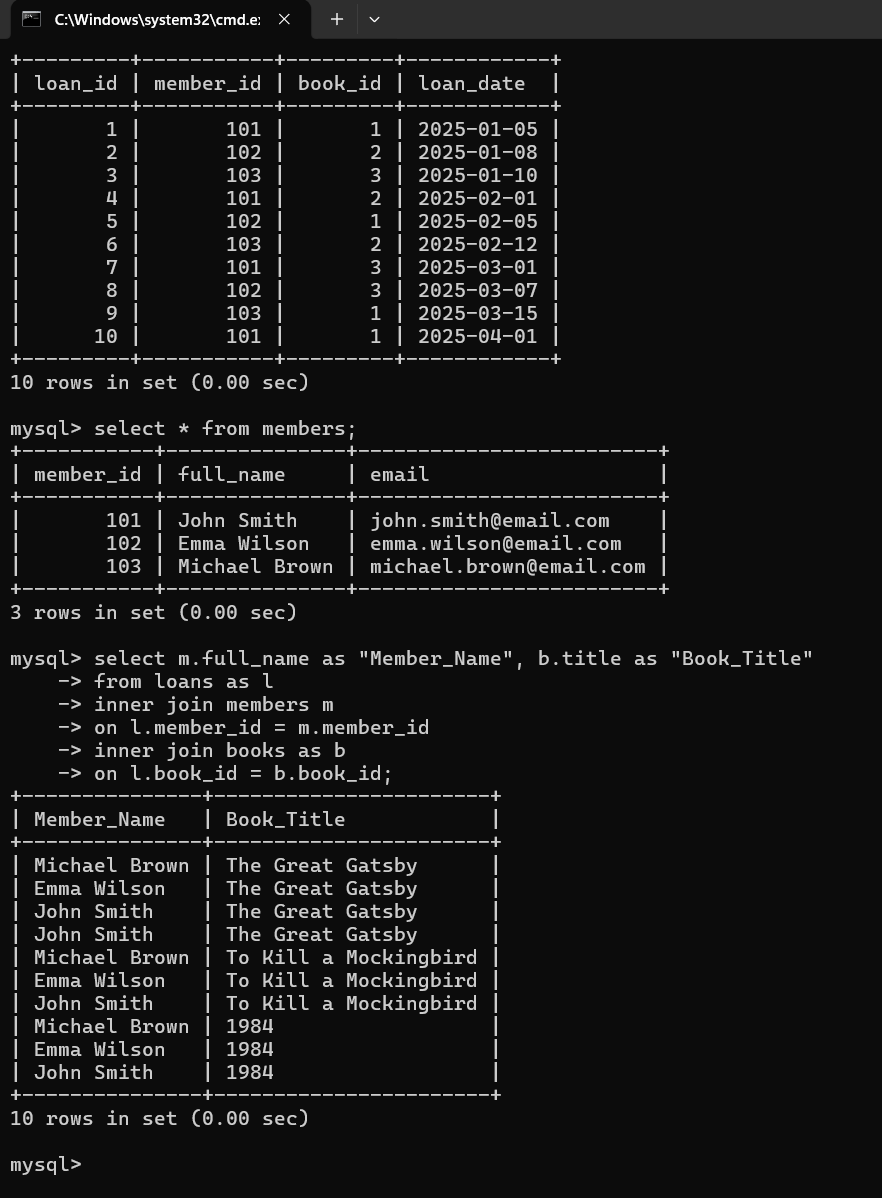 C:\Windows\system32\cmd.e:
+---------+-----------+---------+------------+
| loan_id | member_id | book_id | loan_date  |
+---------+-----------+---------+------------+
|       1 |       101 |       1 | 2025-01-05 |
|       2 |       102 |       2 | 2025-01-08 |
|       3 |       103 |       3 | 2025-01-10 |
|       4 |       101 |       2 | 2025-02-01 |
|       5 |       102 |       1 | 2025-02-05 |
|       6 |       103 |       2 | 2025-02-12 |
|       7 |       101 |       3 | 2025-03-01 |
|       8 |       102 |       3 | 2025-03-07 |
|       9 |       103 |       1 | 2025-03-15 |
|      10 |       101 |       1 | 2025-04-01 |
+---------+-----------+---------+------------+
10 rows in set (0.00 sec)
mysql> select * from members;
+-----------+---------------+-------------------------+
| member_id | full_name     | email                   |
+-----------+---------------+-------------------------+
|       101 | John Smith    | john.smith@email.com    |
|       102 | Emma Wilson   | emma.wilson@email.com   |
|       103 | Michael Brown | michael.brown@email.com |
+-----------+---------------+-------------------------+
3 rows in set (0.00 sec)
mysql> select m.full_name as "Member_Name", b.title as "Book_Title"
    -> from loans as l
    -> inner join members m
    -> on l.member_id = m.member_id
    -> inner join books as b
    -> on l.book_id = b.book_id;
+---------------+-----------------------+
| Member_Name   | Book_Title            |
+---------------+-----------------------+
| Michael Brown | The Great Gatsby      |
| Emma Wilson   | The Great Gatsby      |
| John Smith    | The Great Gatsby      |
| John Smith    | The Great Gatsby      |
| Michael Brown | To Kill a Mockingbird |
| Emma Wilson   | To Kill a Mockingbird |
| John Smith    | To Kill a Mockingbird |
| Michael Brown | 1984                  |
| Emma Wilson   | 1984                  |
| John Smith    | 1984                  |
+---------------+-----------------------+
10 rows in set (0.00 sec)
mysql>